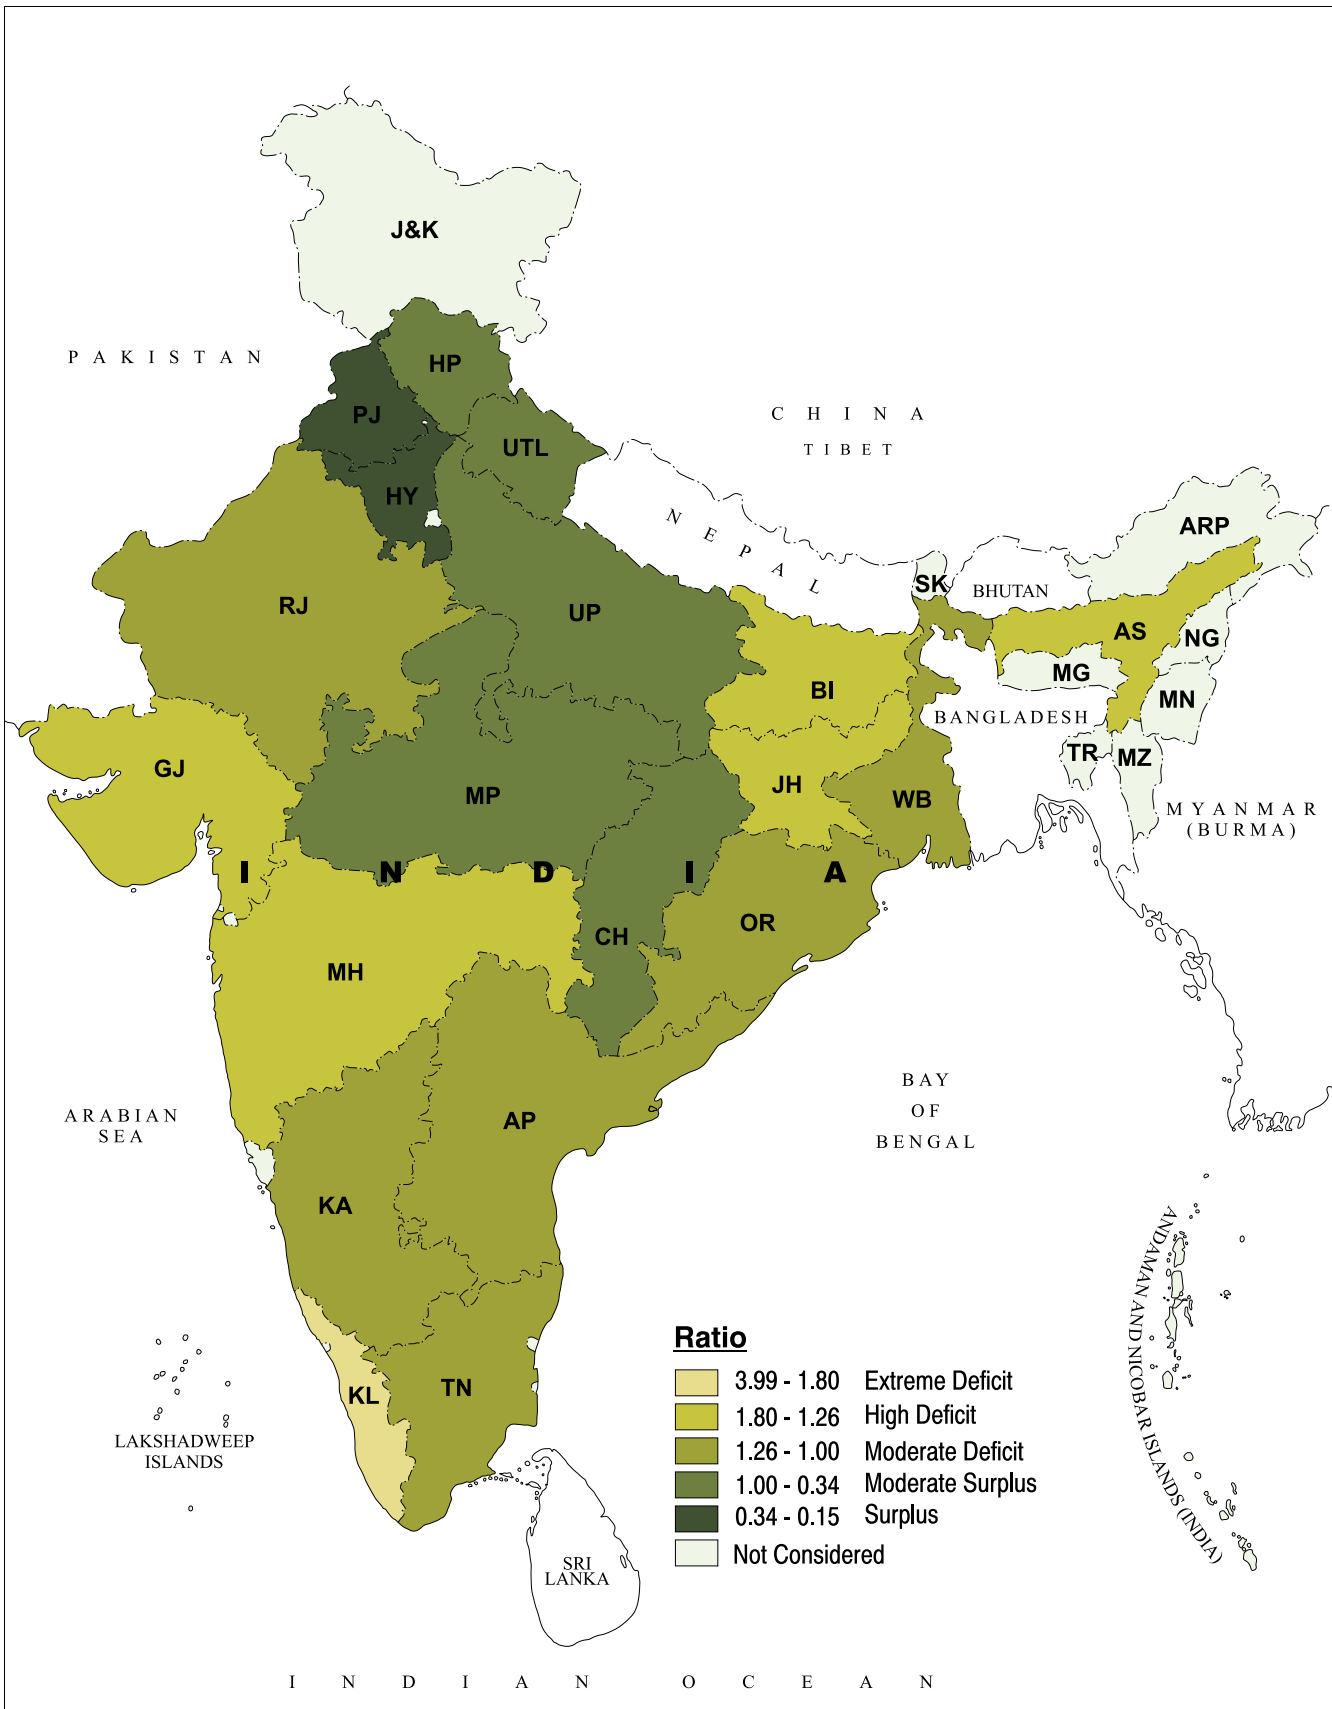 J&K
PAKISTAN
HP
PJ
CHINA
TIBET
UTL
HY
NEPAL
ARP
SK
BHUTAN
RJ
UP
AS
NG
MG
BI
MN
BANGLADESH
TR
MZ
GJ
MP
JH
WB
MYANMAR
(BURMA)
INDIA
OR
CH
MH
BAY
OF
BENGAL
ARABIAN
SEA
AP
KA
ANDAMAN AND NICOBAR ISLANDS (INDIA)
Ratio
3.99 - 1.80 Extreme Deficit
1.80 - 1.26 High Deficit
1.26 - 1.00 Moderate Deficit
1.00 - 0.34 Moderate Surplus
0.34 - 0.15 Surplus
Not Considered
KL
TN
LAKSHADWEEP
ISLANDS
SRI
LANKA
INDIAN OCEAN